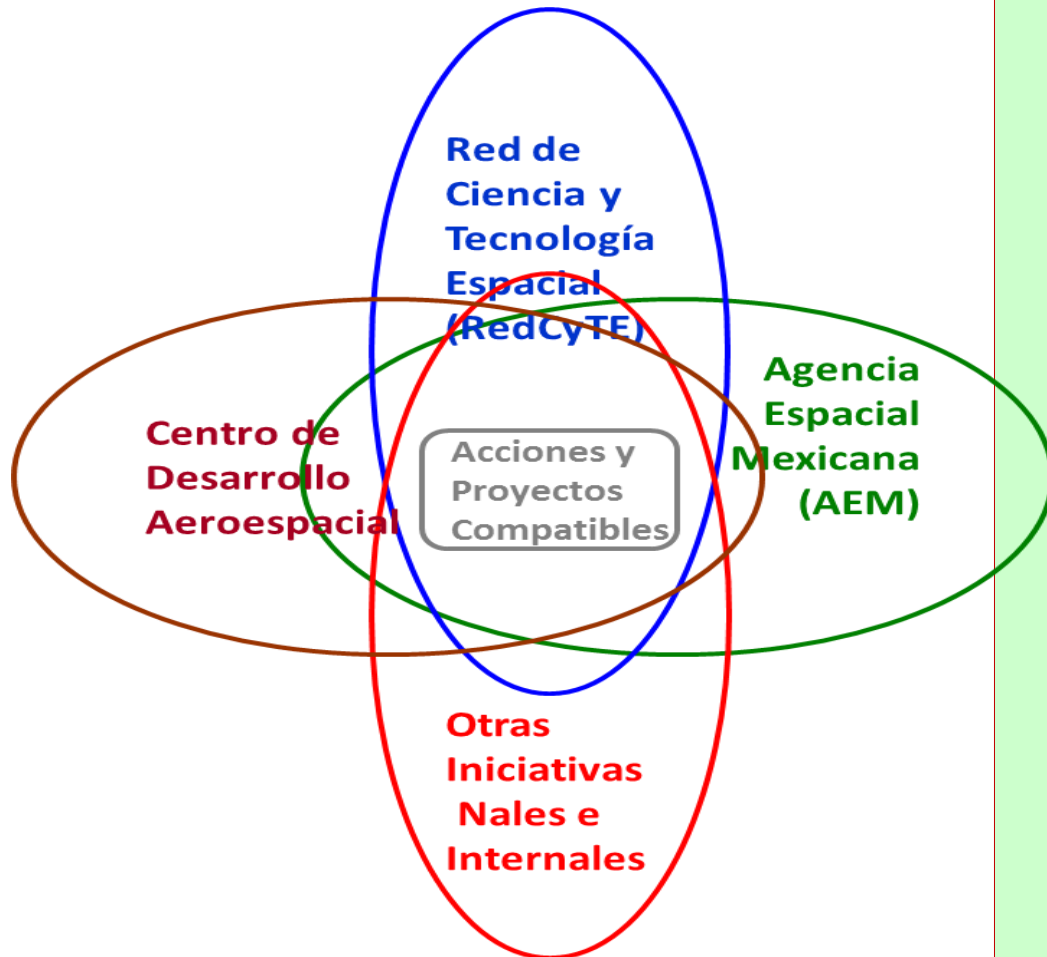 Red de
Ciencia y
Tecnología
Espacial
(RedCyTE)
Agencia
Espacial
Mexicana
(AEM)
Centro de
Desarrollo
Aeroespacial
Acciones y
Proyectos
Compatibles
Otras
Iniciativas
Nales e
Internales